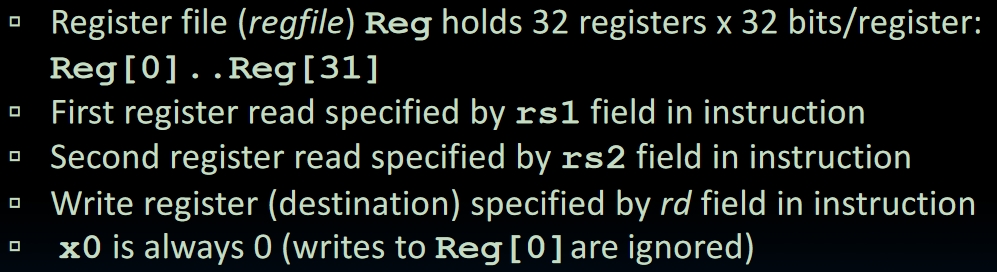 ▫ Register file (regfile) Reg holds 32 registers x 32 bits/register:
Reg[0]..Reg[31]
▫ First register read specified by rs1 field in instruction
▫ Second register read specified by rs2 field in instruction
▫ Write register (destination) specified by rd field in instruction
▫ x0 is always 0 (writes to Reg[0] are ignored)